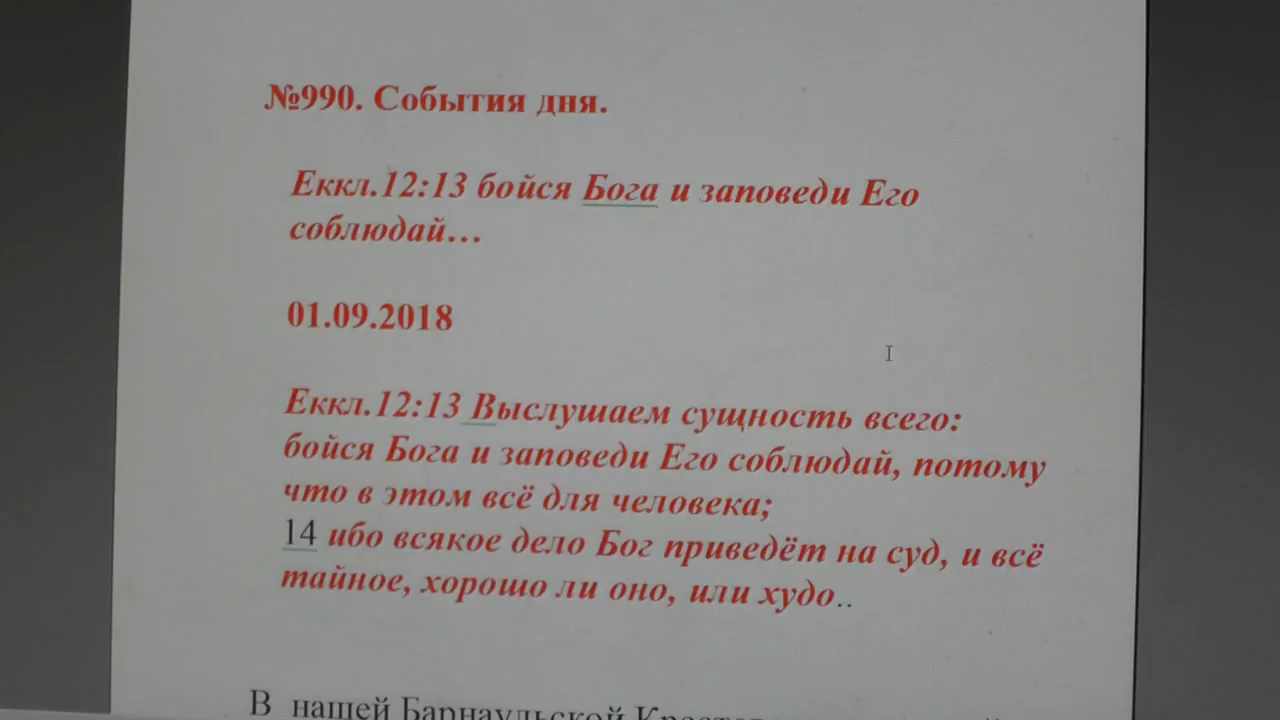 №990. События дня.
Еккл.12:13 бойся Бога и заповеди Его
соблюдай...
01.09.2018
Еккл.12:13 Выслушаем сущность всего:
бойся Бога и заповеди Его соблюдай, потому
что в этом всё для человека;
14 ибо всякое дело Бог приведёт на суд, и всё
тайное, хорошо ли оно, или худо..
В нашей Барнаульской